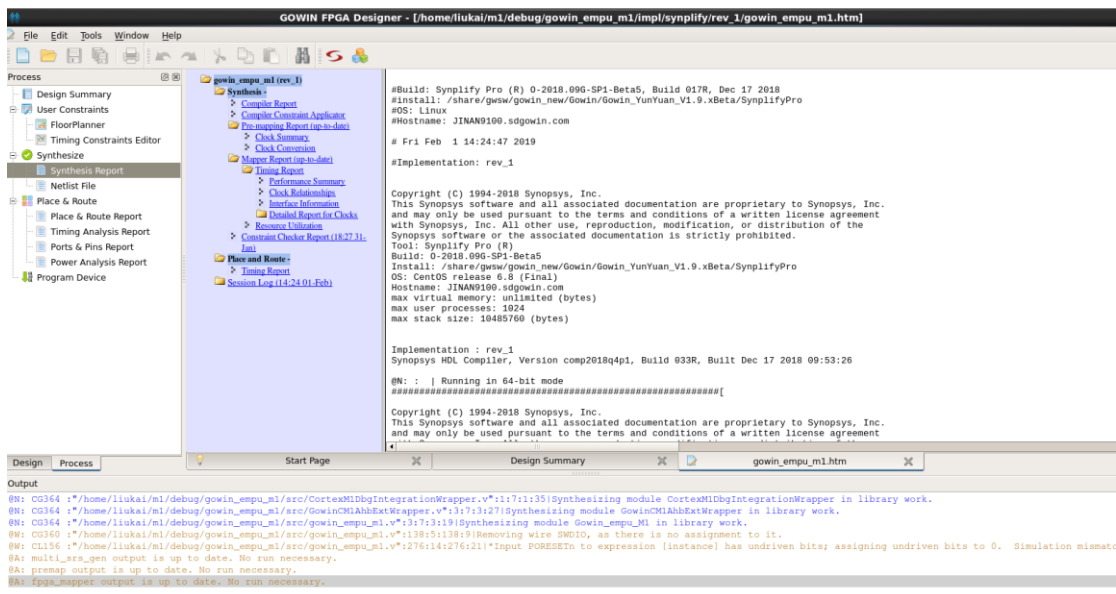 GOWIN FPGA Designer - [/home/liukai/m1/debug/gowin_empu_m1/impl/synplify/rev_1/gowin_empu_m1.htm]
File Edit Tools Window Help
Process
Design Summary
User Constraints
FloorPlanner
Timing Constraints Editor
Synthesize
Synthesis Report
Netlist File
Place & Route
Place & Route Report
Timing Analysis Report
Ports & Pins Report
Power Analysis Report
Program Device
Design Process
gowin_empu_m1 (rev_1)
Synthesis -
Compiler Report
Compiler Constraint Applicator
Pre-mapping Report (up-to-date)
Clock Summary
Clock Conversion
Mapper Report (up-to-date)
Timing Report
Performance Summary
Clock Relationships
Interface Information
Detailed Report for Clocks
Resource Utilization
Constraint Checker Report (18:27 31-
Jan)
Place and Route -
Timing Report
Session Log (14:24 01-Feb)
#Build: Synplify Pro (R) O-2018.09G-SP1-Beta5, Build 017R, Dec 17 2018
#install: /share/gwsw/gowin_new/Gowin/Gowin_YunYuan_V1.9.xBeta/SynplifyPro
#OS: Linux
#Hostname: JINAN9100.sdgowin.com
# Fri Feb 1 14:24:47 2019
#Implementation: rev_1
Copyright (C) 1994-2018 Synopsys, Inc.
This Synopsys software and all associated documentation are proprietary to Synopsys, Inc.
and may only be used pursuant to the terms and conditions of a written license agreement
with Synopsys, Inc. All other use, reproduction, modification, or distribution of the
Synopsys software or the associated documentation is strictly prohibited.
Tool: Synplify Pro (R)
Build: O-2018.09G-SP1-Beta5
Install: /share/gwsw/gowin_new/Gowin/Gowin_YunYuan_V1.9.xBeta/SynplifyPro
OS: CentOS release 6.8 (Final)
Hostname: JINAN9100.sdgowin.com
max virtual memory: unlimited (bytes)
max user processes: 1024
max stack size: 10485760 (bytes)
Implementation : rev_1
Synopsys HDL Compiler, Version comp2018q4p1, Build 033R, Built Dec 17 2018 09:53:26
@N: : | Running in 64-bit mode
###########################################################[
Copyright (C) 1994-2018 Synopsys, Inc.
This Synopsys software and all associated documentation are proprietary to Synopsys, Inc.
and may only be used pursuant to the terms and conditions of a written license agreement
Start Page Design Summary gowin_empu_m1.htm
Output
@N: CG364 :"/home/liukai/m1/debug/gowin_empu_m1/src/CortexM1DbgIntegrationWrapper.v":1:7:1:35|Synthesizing module CortexM1DbgIntegrationWrapper in library work.
@N: CG364 :"/home/liukai/m1/debug/gowin_empu_m1/src/GowinCM1AhbExtWrapper.v":3:7:3:27|Synthesizing module GowinCM1AhbExtWrapper in library work.
@N: CG364 :"/home/liukai/m1/debug/gowin_empu_m1/src/gowin_empu_m1.v":3:7:3:19|Synthesizing module Gowin_empu_M1 in library work.
@W: CG360 :"/home/liukai/m1/debug/gowin_empu_m1/src/gowin_empu_m1.v":138:5:138:9|Removing wire SWDIO, as there is no assignment to it.
@W: CL156 :"/home/liukai/m1/debug/gowin_empu_m1/src/gowin_empu_m1.v":276:14:276:21|*Input PORESETn to expression [instance] has undriven bits; assigning undriven bits to 0. Simulation mismatc
@A: multi_srs_gen output is up to date. No run necessary.
@A: premap output is up to date. No run necessary.
@A: fpga_mapper output is up to date. No run necessary.